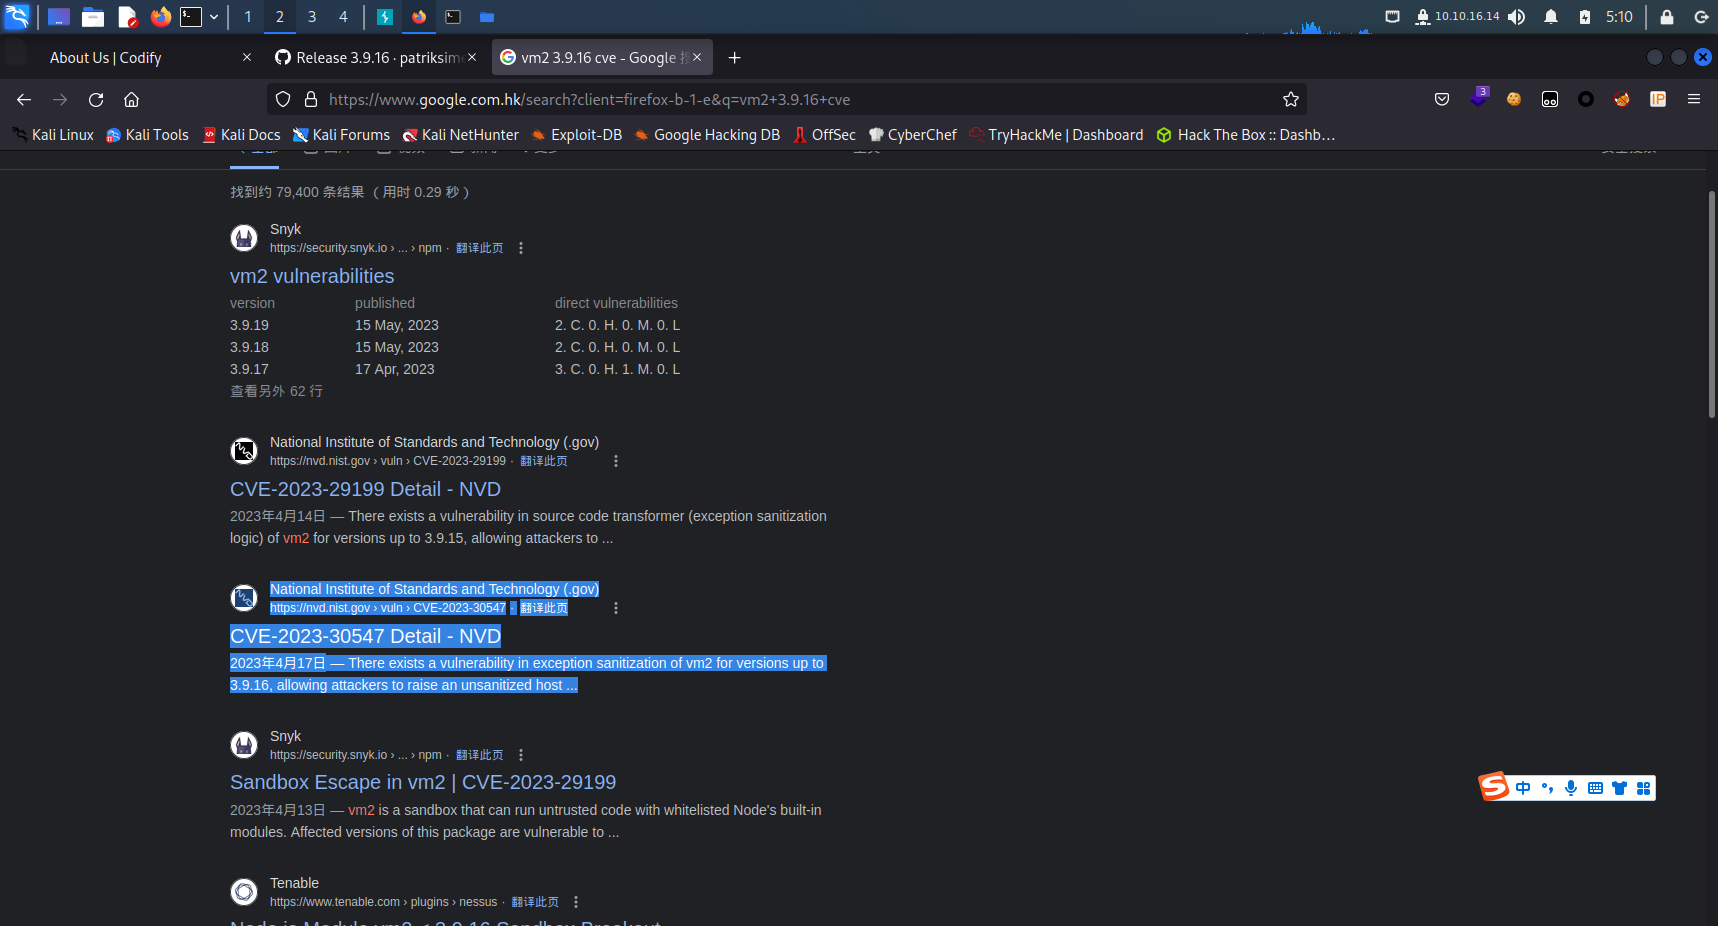 1 2 3 4
10.10.16.14
5:10
About Us | Codify
Release 3.9.16 · patriksim
vm2 3.9.16 cve - Google
https://www.google.com.hk/search?client=firefox-b-1-e&q=vm2+3.9.16+cve
3
IP
Kali Linux Kali Tools Kali Docs Kali Forums Kali NetHunter Exploit-DB Google Hacking DB OffSec CyberChef TryHackMe | Dashboard Hack The Box :: Dashb…
找到约 79,400 条结果 （用时 0.29 秒）
Snyk
https://security.snyk.io › ... › npm · 翻译此页
vm2 vulnerabilities
version published direct vulnerabilities
3.9.19 15 May, 2023 2. C. 0. H. 0. M. 0. L
3.9.18 15 May, 2023 2. C. 0. H. 0. M. 0. L
3.9.17 17 Apr, 2023 3. C. 0. H. 1. M. 0. L
查看另外 62 行
National Institute of Standards and Technology (.gov)
https://nvd.nist.gov › vuln › CVE-2023-29199 · 翻译此页
CVE-2023-29199 Detail - NVD
2023年4月14日 — There exists a vulnerability in source code transformer (exception sanitization
logic) of vm2 for versions up to 3.9.15, allowing attackers to ...
National Institute of Standards and Technology (.gov)
https://nvd.nist.gov › vuln › CVE-2023-30547 · 翻译此页
CVE-2023-30547 Detail - NVD
2023年4月17日 — There exists a vulnerability in exception sanitization of vm2 for versions up to
3.9.16, allowing attackers to raise an unsanitized host ...
Snyk
https://security.snyk.io › ... › npm · 翻译此页
Sandbox Escape in vm2 | CVE-2023-29199
2023年4月13日 — vm2 is a sandbox that can run untrusted code with whitelisted Node's built-in
modules. Affected versions of this package are vulnerable to ...
S 中
Tenable
https://www.tenable.com › plugins › nessus · 翻译此页
Node.js Module vm2 < 3.9.16 Sandbox Breakout